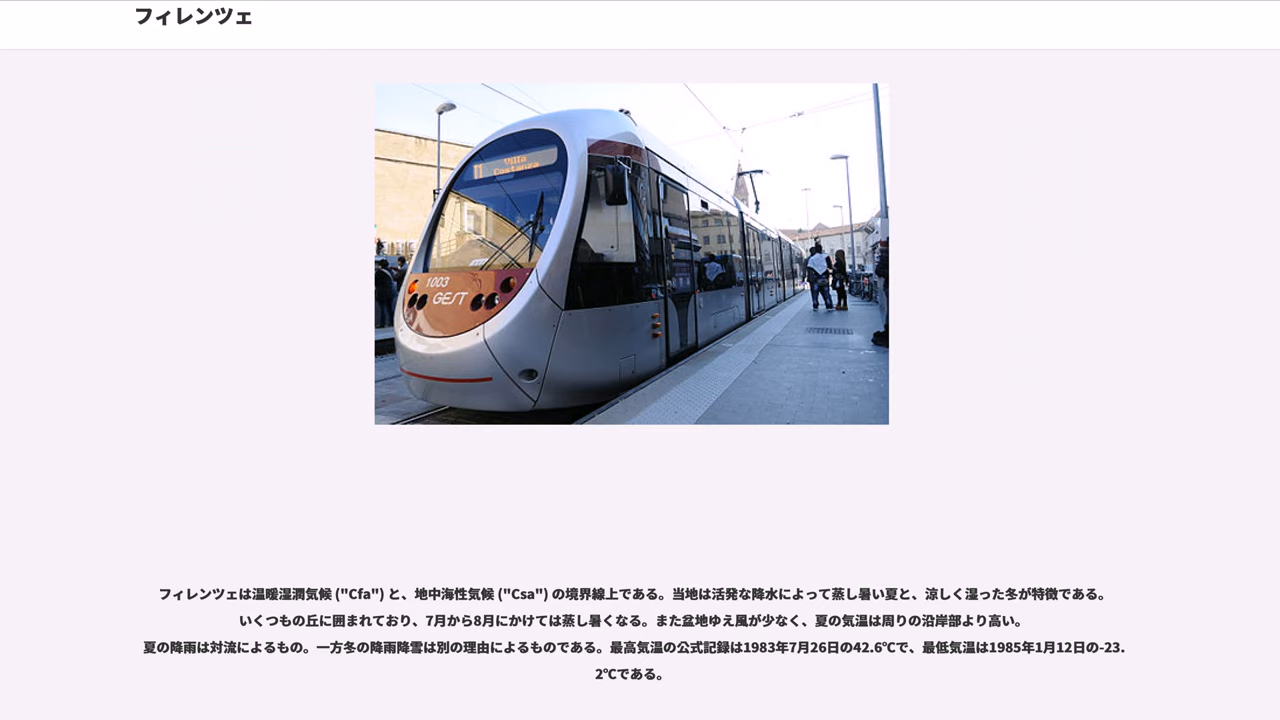 フィレンツェ
T1 Villa
Costanza
1003
GEST
フィレンツェは温暖湿潤気候 ("Cfa") と、地中海性気候 ("Csa") の境界線上である。当地は活発な降水によって蒸し暑い夏と、涼しく湿った冬が特徴である。
いくつもの丘に囲まれており、7月から8月にかけては蒸し暑くなる。また盆地ゆえ風が少なく、夏の気温は周りの沿岸部より高い。
夏の降雨は対流によるもの。一方冬の降雨降雪は別の理由によるものである。最高気温の公式記録は1983年7月26日の42.6℃で、最低気温は1985年1月12日の-23.
2℃である。